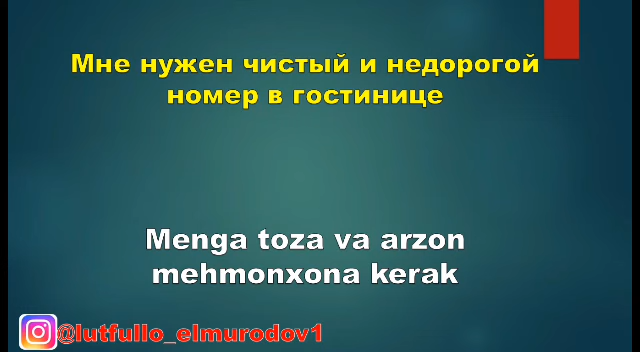 Мне нужен чистый и недорогой
номер в гостинице
Menga toza va arzon
mehmonxona kerak
@lutfullo_elmurodov1